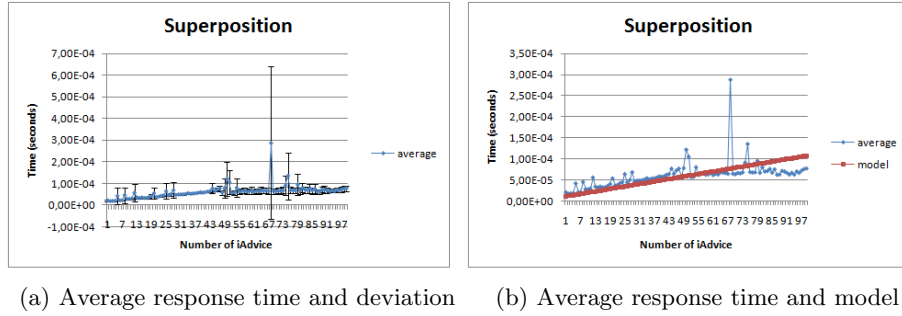 Superposition
Time (seconds)
7,00E-04
6,00E-04
5,00E-04
4,00E-04
3,00E-04
2,00E-04
1,00E-04
0,00E+00
-1,00E-04
1 7 13 19 25 31 37 43 49 55 61 67 73 79 85 91 97
Number of iAdvice
average
Superposition
Time (seconds)
3,50E-04
3,00E-04
2,50E-04
2,00E-04
1,50E-04
1,00E-04
5,00E-05
0,00E+00
1 7 13 19 25 31 37 43 49 55 61 67 73 79 85 91 97
Number of iAdvice
average
model
(a) Average response time and deviation
(b) Average response time and model